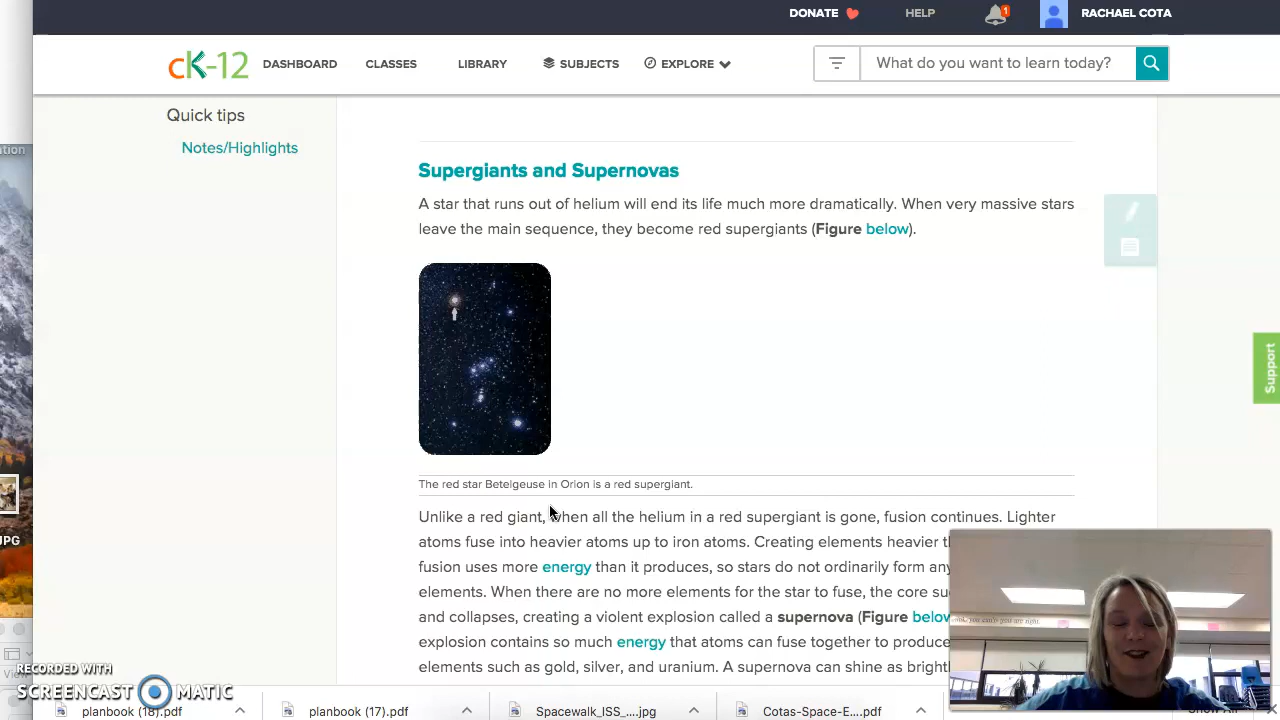 DONATE HELP 1 RACHAEL COTA
cK-12 DASHBOARD CLASSES LIBRARY SUBJECTS EXPLORE What do you want to learn today?
Quick tips
Notes/Highlights
Supergiants and Supernovas
A star that runs out of helium will end its life much more dramatically. When very massive stars
leave the main sequence, they become red supergiants (Figure below).
Support
The red star Betelgeuse in Orion is a red supergiant.
Unlike a red giant, when all the helium in a red supergiant is gone, fusion continues. Lighter
atoms fuse into heavier atoms up to iron atoms. Creating elements heavier
fusion uses more energy than it produces, so stars do not ordinarily form any
elements. When there are no more elements for the star to fuse, the core
and collapses, creating a violent explosion called a supernova (Figure below
explosion contains so much energy that atoms can fuse together to produce
elements such as gold, silver, and uranium. A supernova can shine as
JPG
RECORDED WITH
SCREENCAST MATIC
planbook (18).pdf planbook (17).pdf Spacewalk_ISS_....jpg Cotas-Space-E....pdf